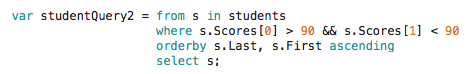 var studentQuery2 = from s in students
                    where s.Scores[0] > 90 && s.Scores[1] < 90
                    orderby s.Last, s.First ascending
                    select s;